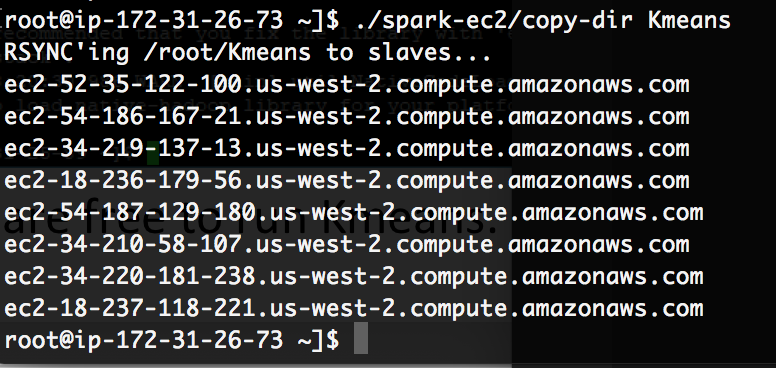 root@ip-172-31-26-73 ~]$ ./spark-ec2/copy-dir Kmeans
RSYNC'ing /root/Kmeans to slaves...
ec2-52-35-122-100.us-west-2.compute.amazonaws.com
ec2-54-186-167-21.us-west-2.compute.amazonaws.com
ec2-34-219-137-13.us-west-2.compute.amazonaws.com
ec2-18-236-179-56.us-west-2.compute.amazonaws.com
ec2-54-187-129-180.us-west-2.compute.amazonaws.com
are free to run Kmeans.
ec2-34-210-58-107.us-west-2.compute.amazonaws.com
ec2-34-220-181-238.us-west-2.compute.amazonaws.com
ec2-18-237-118-221.us-west-2.compute.amazonaws.com
root@ip-172-31-26-73 ~]$